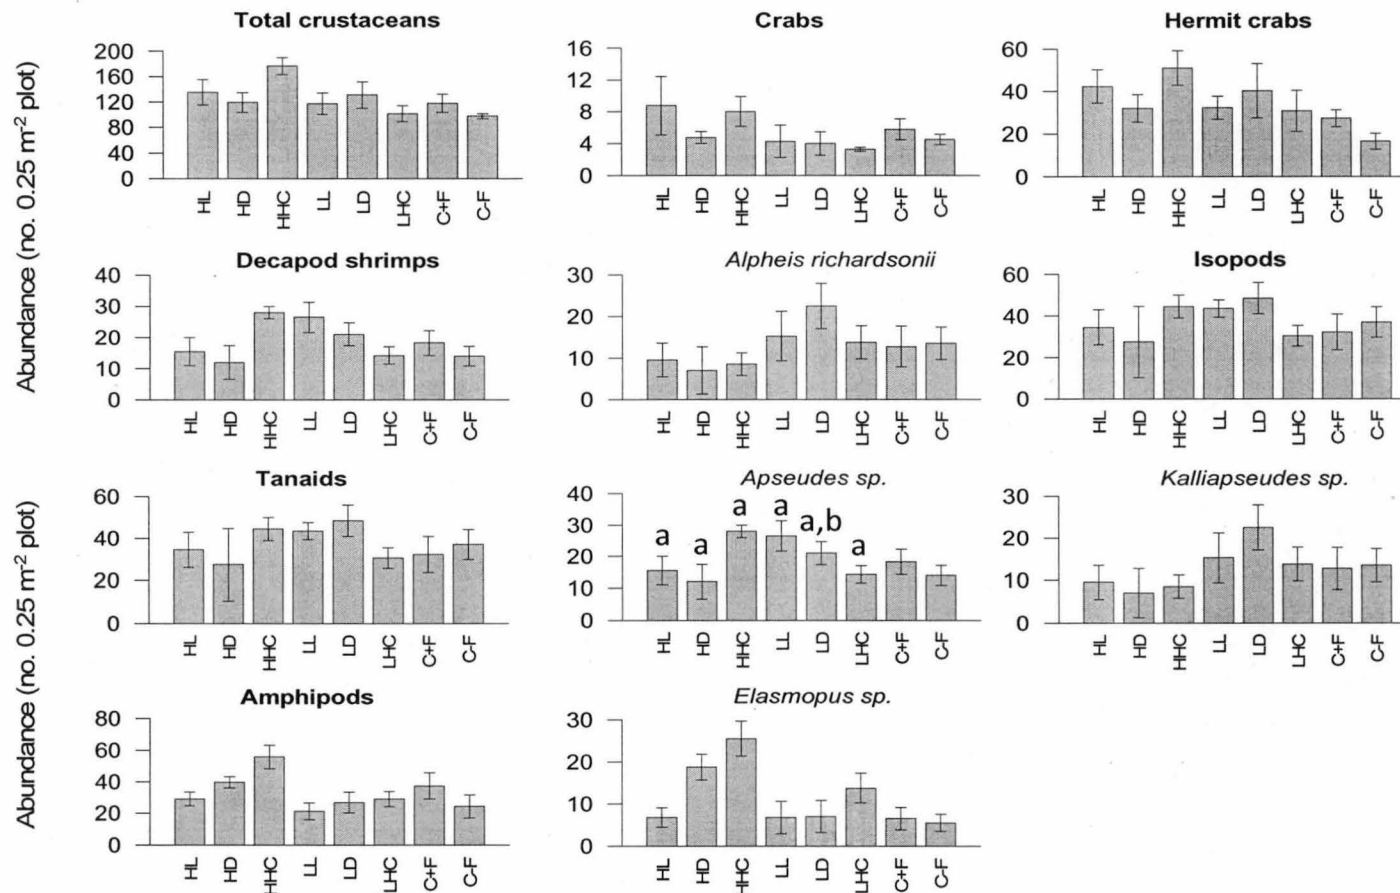 Total crustaceans
Crabs
Hermit crabs
Abundance (no. 0.25 m⁻² plot)
200
160
120
80
40
0
HL
HD
HHC
LL
LD
LHC
C+F
C-F
16
12
8
4
0
HL
HD
HHC
LL
LD
LHC
C+F
C-F
60
40
20
0
HL
HD
HHC
LL
LD
LHC
C+F
C-F
Decapod shrimps
Alpheis richardsonii
Isopods
40
30
20
10
0
HL
HD
HHC
LL
LD
LHC
C+F
C-F
30
20
10
0
HL
HD
HHC
LL
LD
LHC
C+F
C-F
60
40
20
0
HL
HD
HHC
LL
LD
LHC
C+F
C-F
Tanaids
Apseudes sp.
Kalliapseudes sp.
Abundance (no. 0.25 m⁻² plot)
60
40
20
0
HL
HD
HHC
LL
LD
LHC
C+F
C-F
40
30
20
10
0
a
a
a
a
a,b
a
HL
HD
HHC
LL
LD
LHC
C+F
C-F
30
20
10
0
HL
HD
HHC
LL
LD
LHC
C+F
C-F
Amphipods
Elasmopus sp.
80
60
40
20
0
HL
HD
HHC
LL
LD
LHC
C+F
C-F
30
20
10
0
HL
HD
HHC
LL
LD
LHC
C+F
C-F